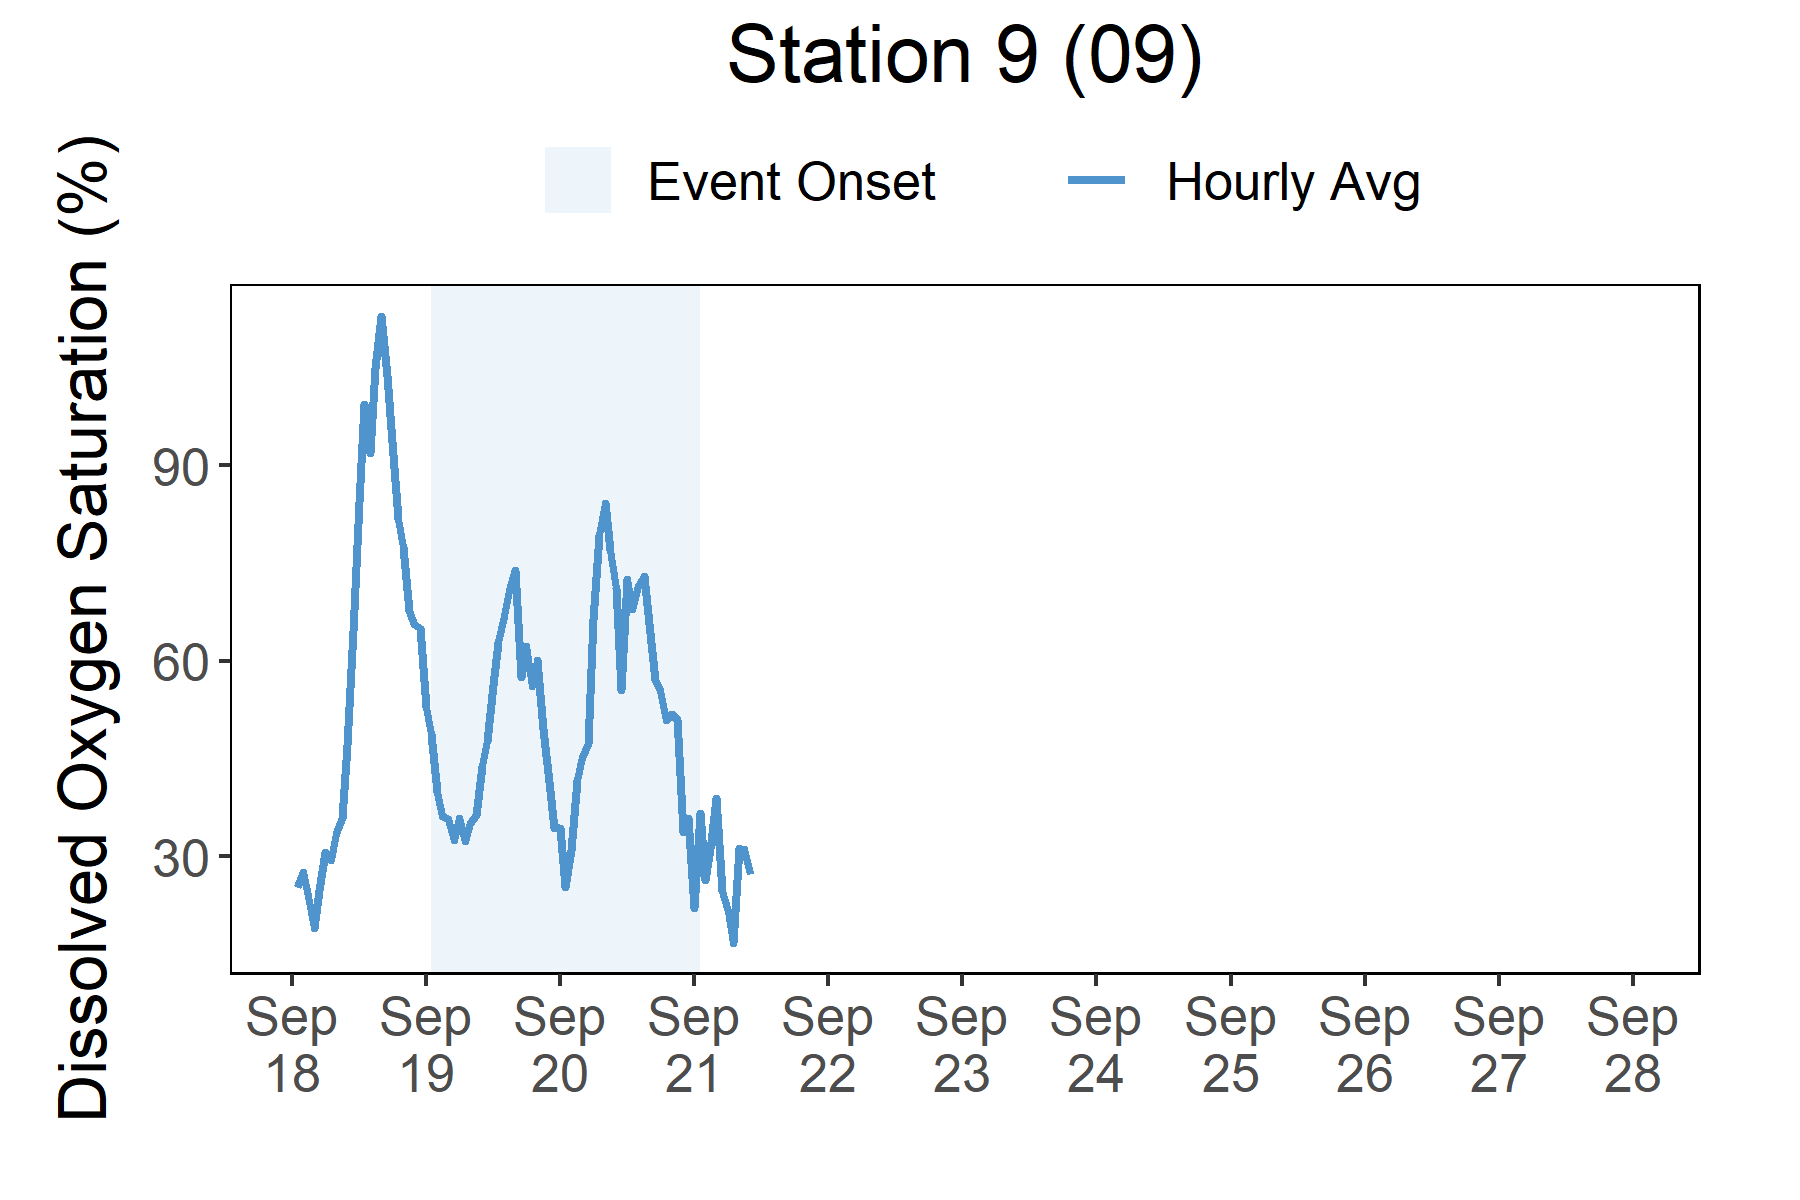 Station 9 (09)
Event Onset
Hourly Avg
Dissolved Oxygen Saturation (%)
90
60
30
Sep 18
Sep 19
Sep 20
Sep 21
Sep 22
Sep 23
Sep 24
Sep 25
Sep 26
Sep 27
Sep 28